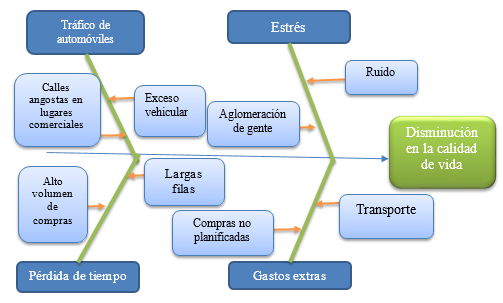 Tráfico de
automóviles
Estrés
Calles
angostas en
lugares
comerciales
Exceso
vehicular
Ruido
Aglomeración
de gente
Disminución
en la calidad
de vida
Alto
volumen
de
compras
Largas
filas
Compras no
planificadas
Transporte
Pérdida de tiempo
Gastos extras